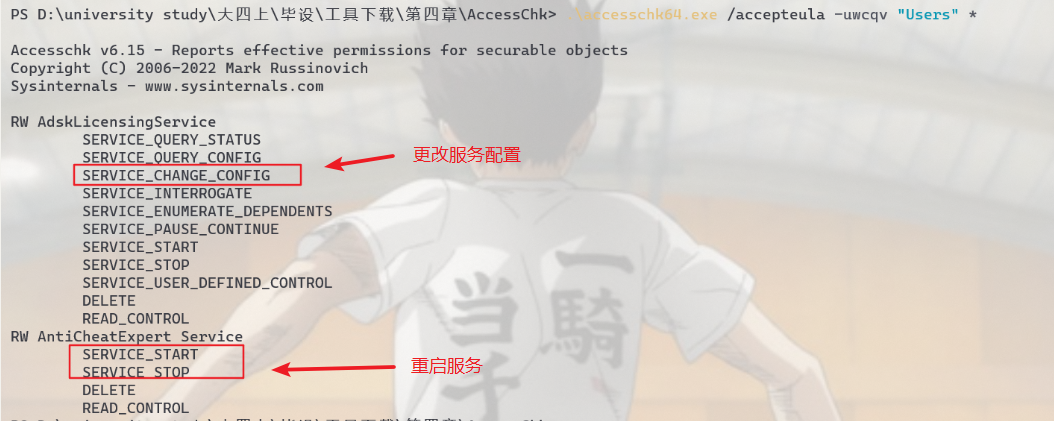 PS D:\university study\大四上\毕设\工具下载\第四章\AccessChk> .\accesschk64.exe /accepteula -uwcqv "Users" *
Accesschk v6.15 - Reports effective permissions for securable objects
Copyright (C) 2006-2022 Mark Russinovich
Sysinternals - www.sysinternals.com
RW AdskLicensingService
SERVICE_QUERY_STATUS
SERVICE_QUERY_CONFIG
更改服务配置
SERVICE_CHANGE_CONFIG
SERVICE_INTERROGATE
SERVICE_ENUMERATE_DEPENDENTS
SERVICE_PAUSE_CONTINUE
SERVICE_START
SERVICE_STOP
SERVICE_USER_DEFINED_CONTROL
DELETE
READ_CONTROL
RW AntiCheatExpert Service
SERVICE_START
重启服务
SERVICE_STOP
DELETE
READ_CONTROL
一騎
当千